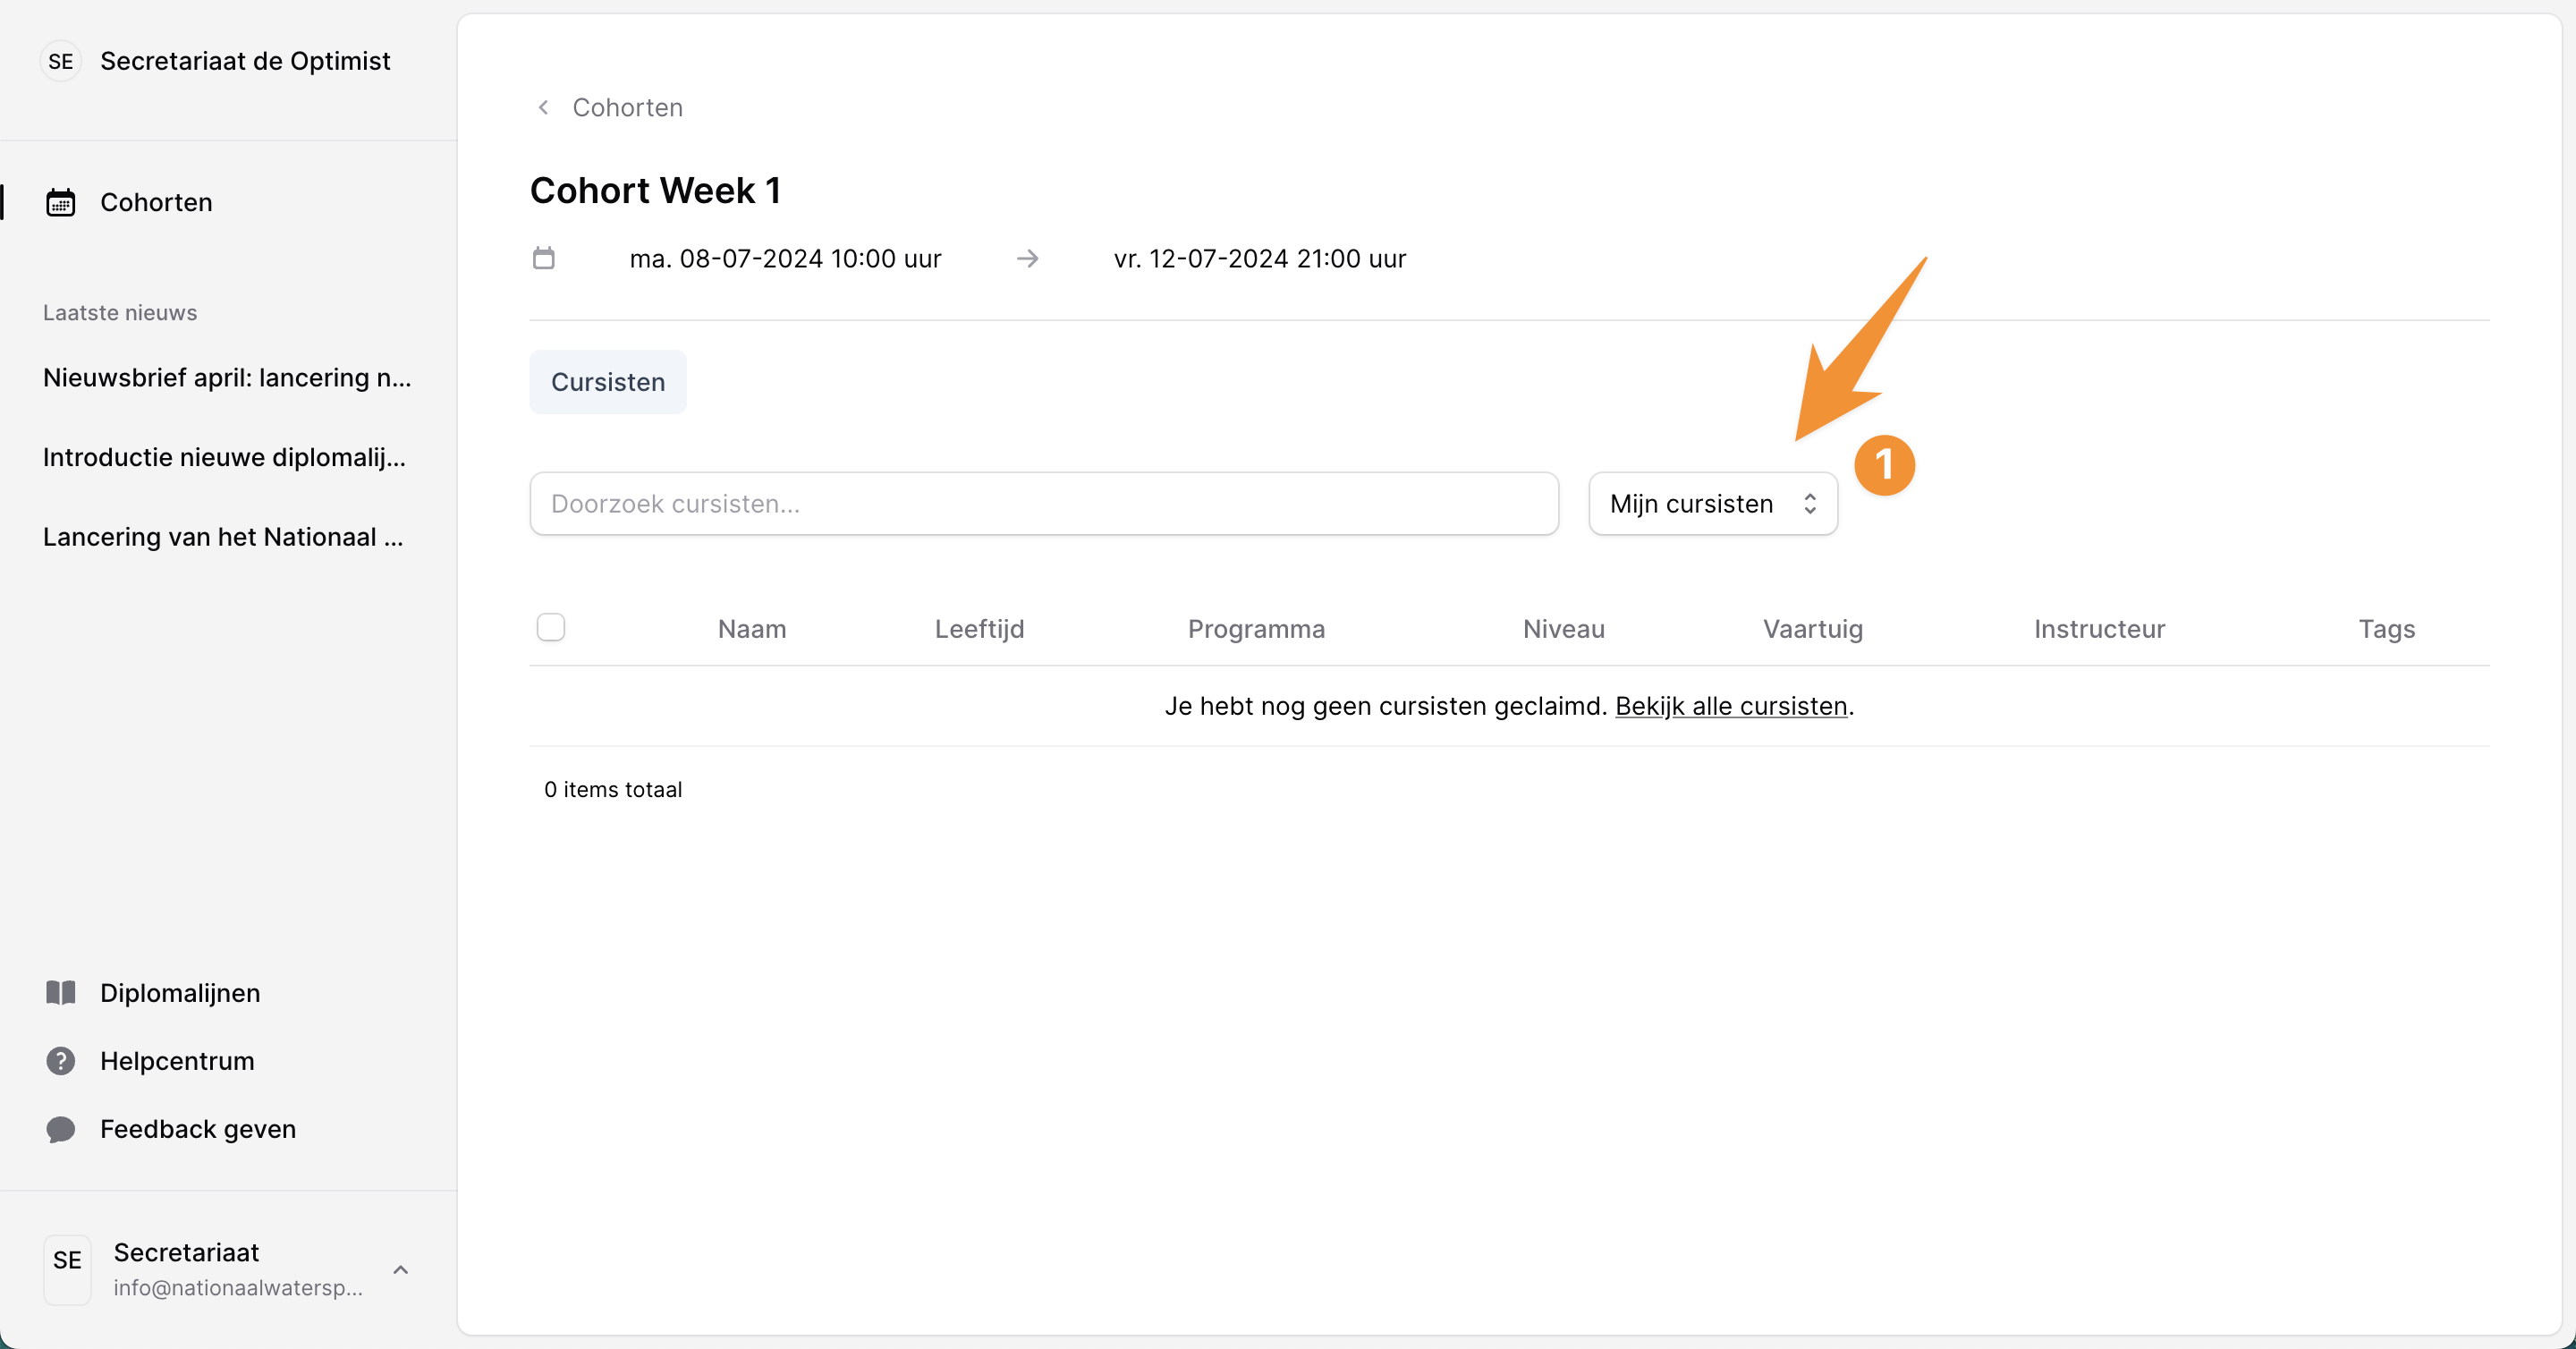 SE Secretariaat de Optimist
Cohorten
Laatste nieuws
Nieuwsbrief april: lancering n...
Introductie nieuwe diplomalij...
Lancering van het Nationaal ...
Diplomalijnen
Helpcentrum
Feedback geven
SE Secretariaat
info@nationaalwatersp...
Cohorten
Cohort Week 1
ma. 08-07-2024 10:00 uur → vr. 12-07-2024 21:00 uur
Cursisten
1
Doorzoek cursisten... Mijn cursisten
Naam Leeftijd Programma Niveau Vaartuig Instructeur Tags
Je hebt nog geen cursisten geclaimd. Bekijk alle cursisten.
0 items totaal